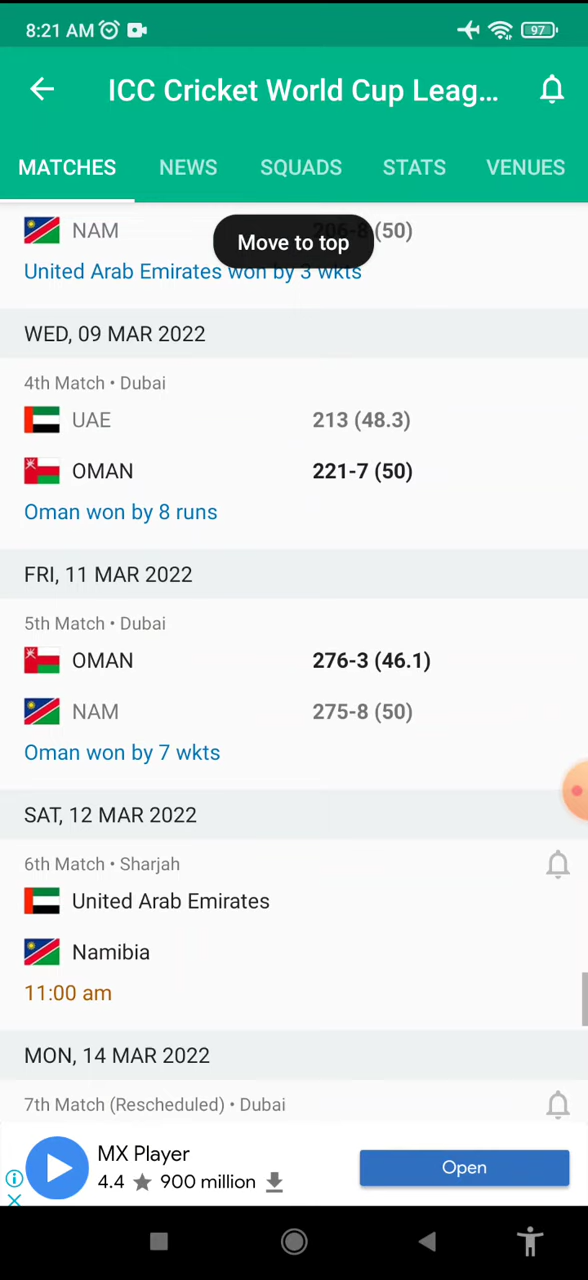 8:21 AM
97
ICC Cricket World Cup Leag...
MATCHES NEWS SQUADS STATS VENUES
NAM 206-8 (50)
Move to top
United Arab Emirates won by 3 wkts
WED, 09 MAR 2022
4th Match • Dubai
UAE 213 (48.3)
OMAN 221-7 (50)
Oman won by 8 runs
FRI, 11 MAR 2022
5th Match • Dubai
OMAN 276-3 (46.1)
NAM 275-8 (50)
Oman won by 7 wkts
SAT, 12 MAR 2022
6th Match • Sharjah
United Arab Emirates
Namibia
11:00 am
MON, 14 MAR 2022
7th Match (Rescheduled) • Dubai
MX Player
4.4 ★ 900 million
Open